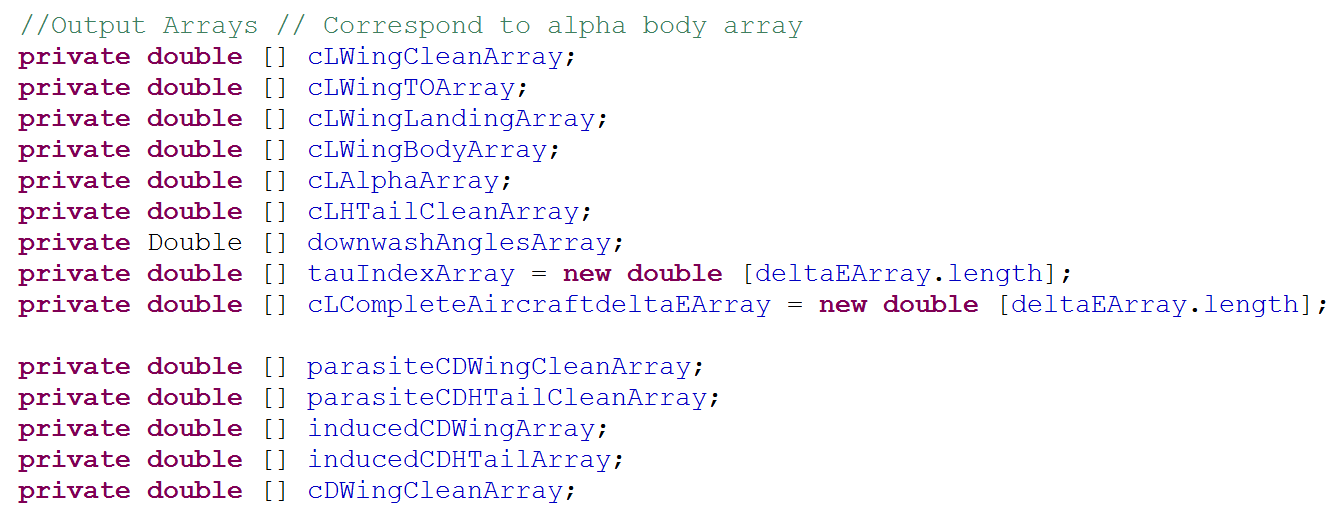 //Output Arrays // Correspond to alpha body array
private double [] cLWingCleanArray;
private double [] cLWingTOArray;
private double [] cLWingLandingArray;
private double [] cLWingBodyArray;
private double [] cLAlphaArray;
private double [] cLHTailCleanArray;
private Double [] downwashAnglesArray;
private double [] tauIndexArray = new double [deltaEArray.length];
private double [] cLCompleteAircraftdeltaEArray = new double [deltaEArray.length];
private double [] parasiteCDWingCleanArray;
private double [] parasiteCDHTailCleanArray;
private double [] inducedCDWingArray;
private double [] inducedCDHTailArray;
private double [] cDWingCleanArray;